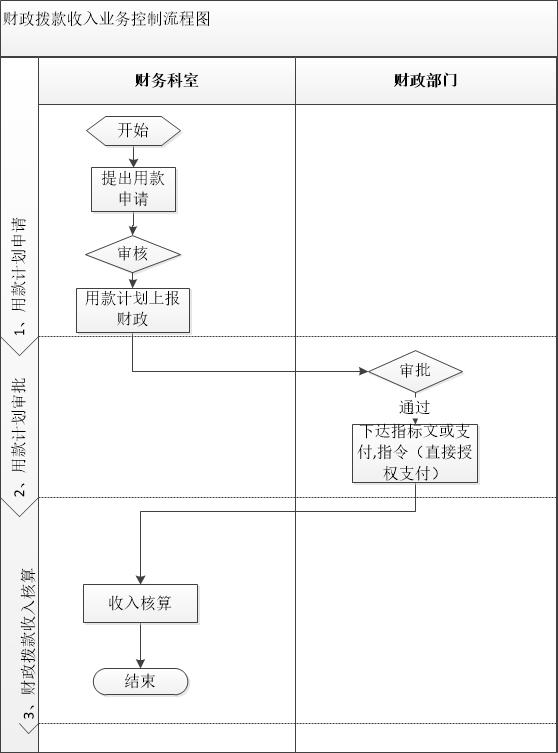 财政拨款收入业务控制流程图
财务科室
财政部门
1、用款计划申请
开始
提出用款
申请
审核
用款计划上报
财政
2、用款计划审批
审批
通过
下达指标文或支
付,指令（直接授
权支付）
3、财政拨款收入核算
收入核算
结束